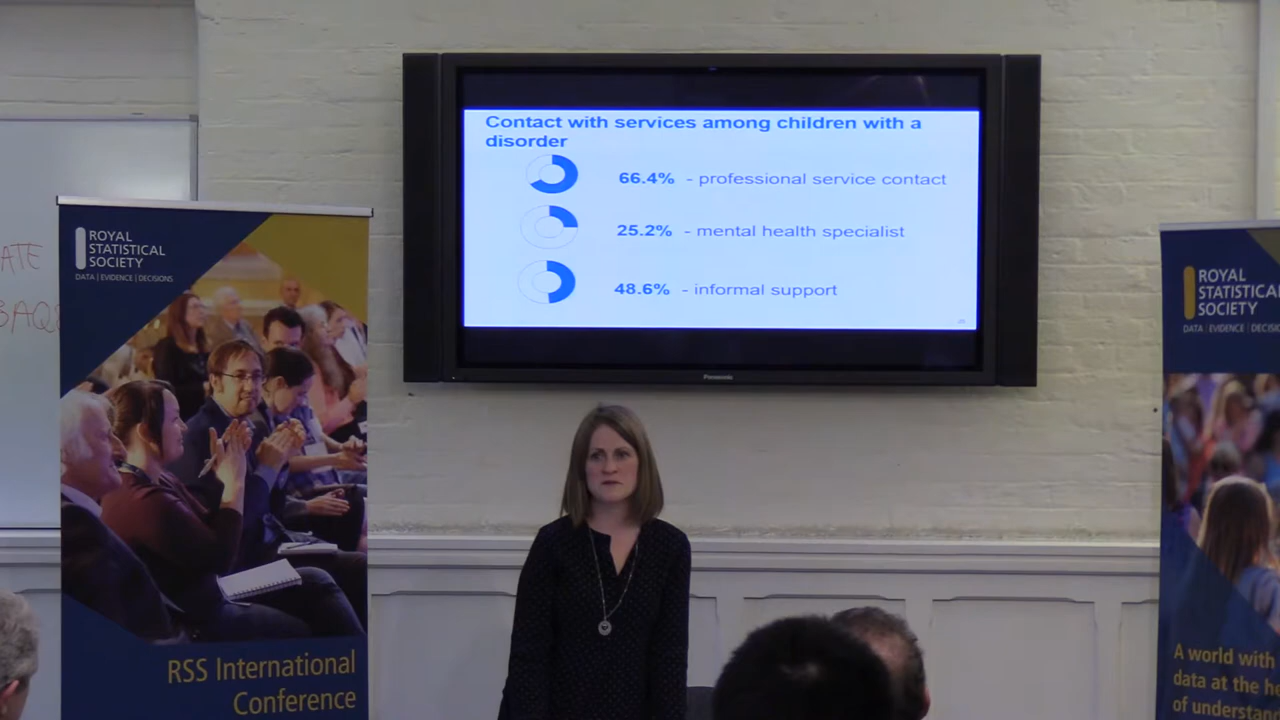 Contact with services among children with a
disorder
66.4% - professional service contact
25.2% - mental health specialist
48.6% - informal support
Panasonic
ATE
BAQ
ROYAL
STATISTICAL
SOCIETY
DATA | EVIDENCE | DECISIONS
RSS International
Conference
ROYAL
STATISTICAL
SOCIETY
DATA | EVIDENCE | DECISIO
A world with
data at the he
of understan